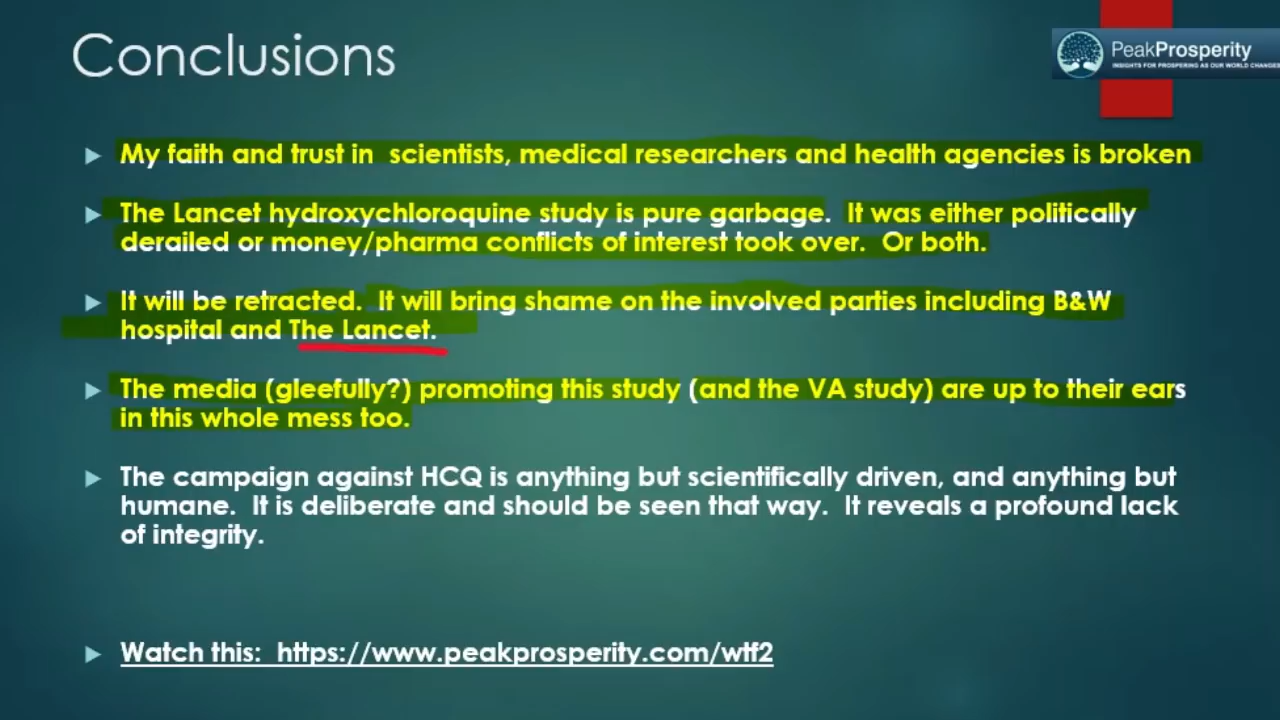 Conclusions
PeakProsperity
INSIGHTS FOR PROSPERING AS OUR WORLD CHANGES
My faith and trust in scientists, medical researchers and health agencies is broken
The Lancet hydroxychloroquine study is pure garbage. It was either politically
derailed or money/pharma conflicts of interest took over. Or both.
It will be retracted. It will bring shame on the involved parties including B&W
hospital and The Lancet.
The media (gleefully?) promoting this study (and the VA study) are up to their ears
in this whole mess too.
The campaign against HCQ is anything but scientifically driven, and anything but
humane. It is deliberate and should be seen that way. It reveals a profound lack
of integrity.
Watch this: https://www.peakprosperity.com/wtf2